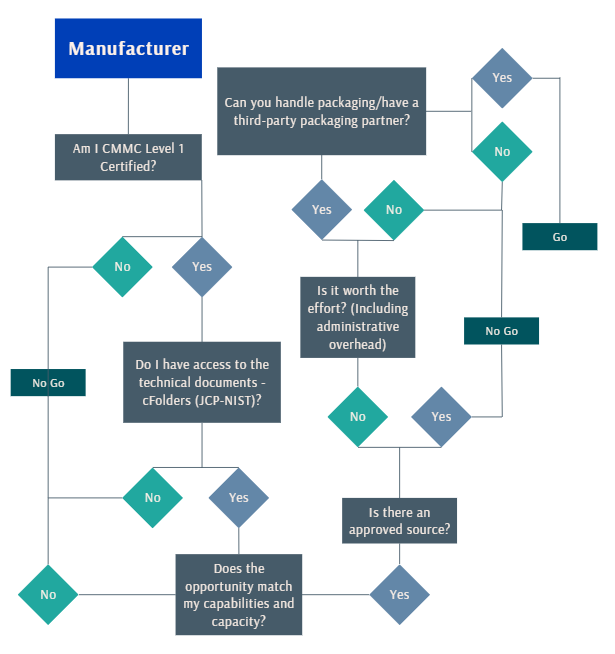 Manufacturer
Am I CMMC Level 1
Certified?
No
Yes
No Go
Do I have access to the
technical documents -
cFolders (JCP-NIST)?
No
Yes
Does the
opportunity match
my capabilities and
capacity?
No
Yes
Is there an
approved source?
No
Yes
Is it worth the
effort? (Including
administrative
overhead)
Yes
No
Can you handle packaging/have a
third-party packaging partner?
Yes
No
Go
No Go